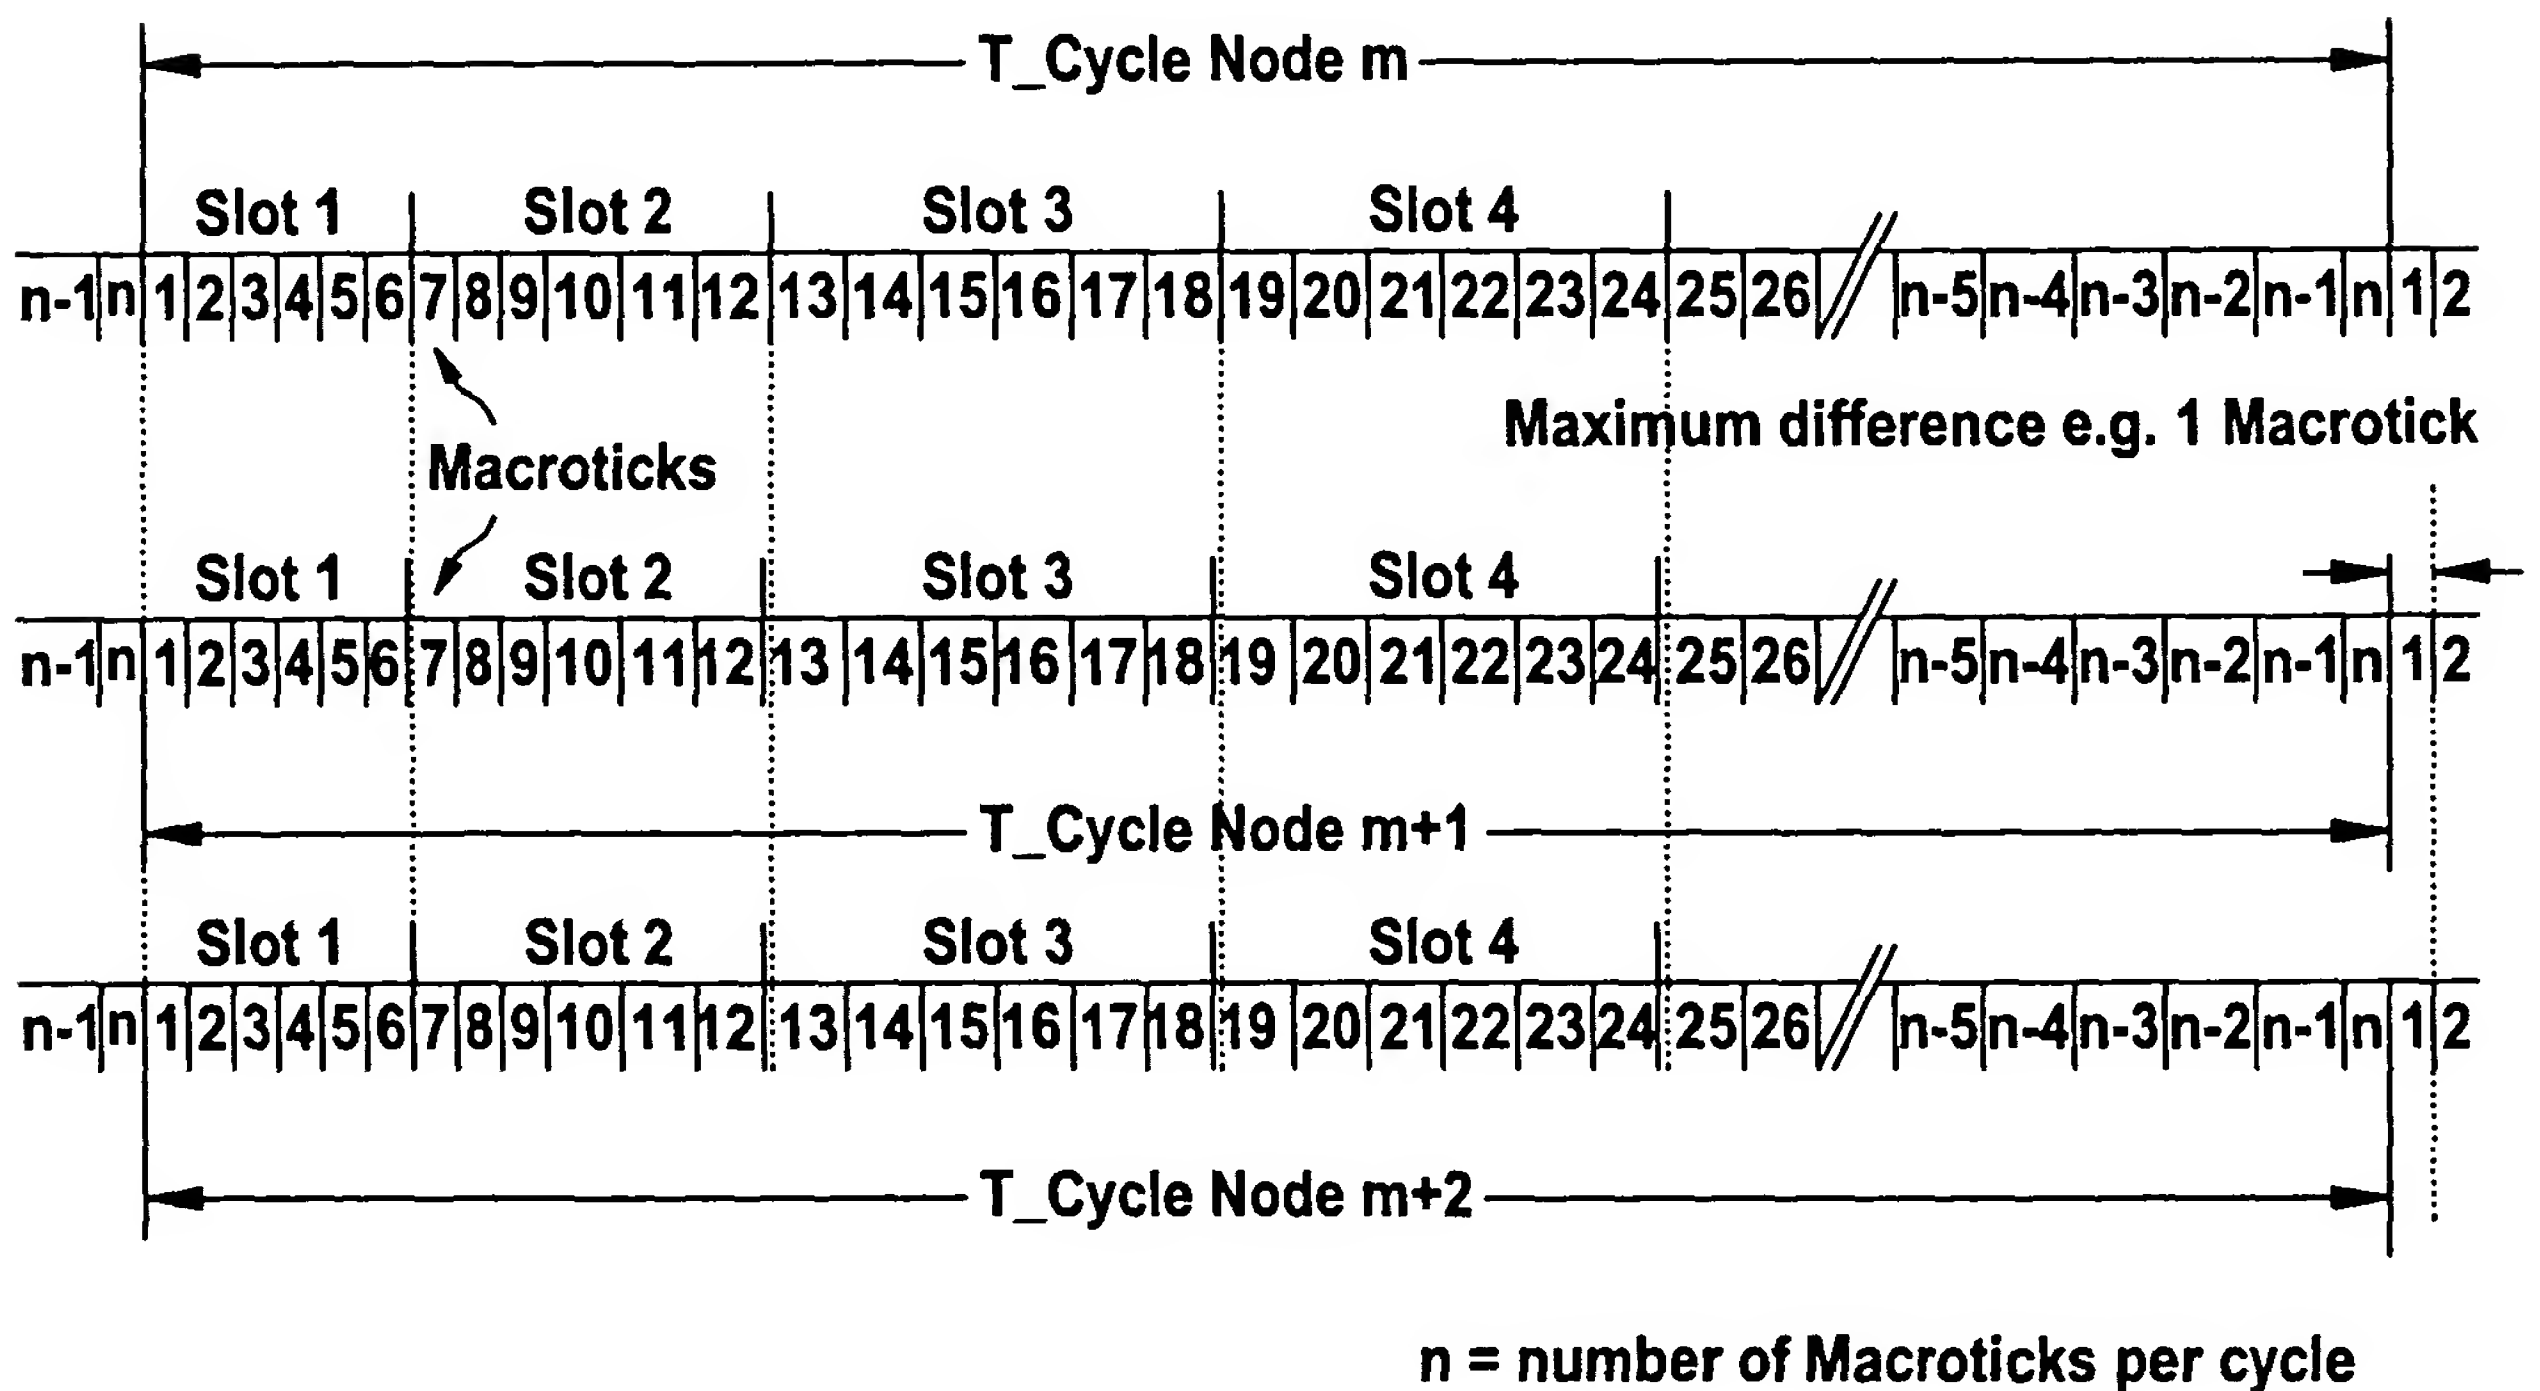 T_Cycle Node m
Slot 1 Slot 2 Slot 3 Slot 4
n-1 n 1 2 3 4 5 6 7 8 9 10 11 12 13 14 15 16 17 18 19 20 21 22 23 24 25 26 n-5 n-4 n-3 n-2 n-1 n 1 2
Maximum difference e.g. 1 Macrotick
Macroticks
Slot 1 Slot 2 Slot 3 Slot 4
n-1 n 1 2 3 4 5 6 7 8 9 10 11 12 13 14 15 16 17 18 19 20 21 22 23 24 25 26 n-5 n-4 n-3 n-2 n-1 n 1 2
T_Cycle Node m+1
Slot 1 Slot 2 Slot 3 Slot 4
n-1 n 1 2 3 4 5 6 7 8 9 10 11 12 13 14 15 16 17 18 19 20 21 22 23 24 25 26 n-5 n-4 n-3 n-2 n-1 n 1 2
T_Cycle Node m+2
n = number of Macroticks per cycle